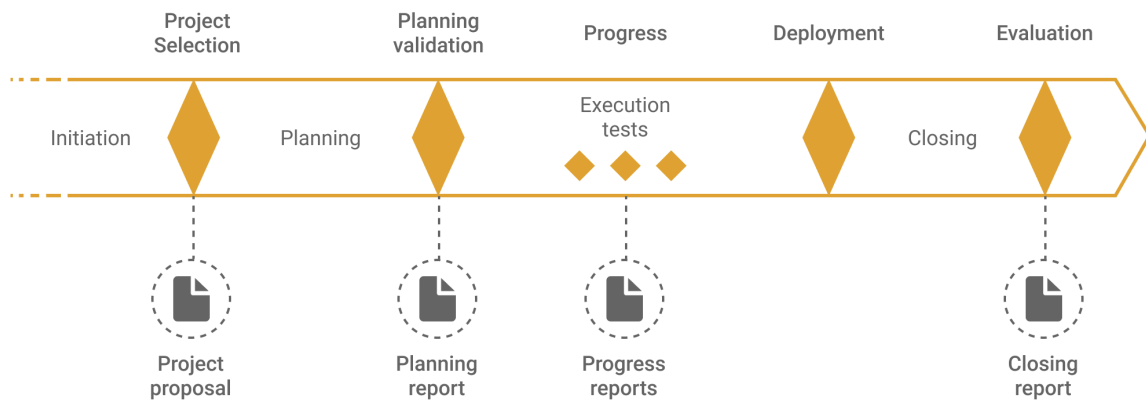 Project
Selection
Planning
validation
Progress
Deployment
Evaluation
Initiation
Planning
Execution
tests
Closing
Project
proposal
Planning
report
Progress
reports
Closing
report